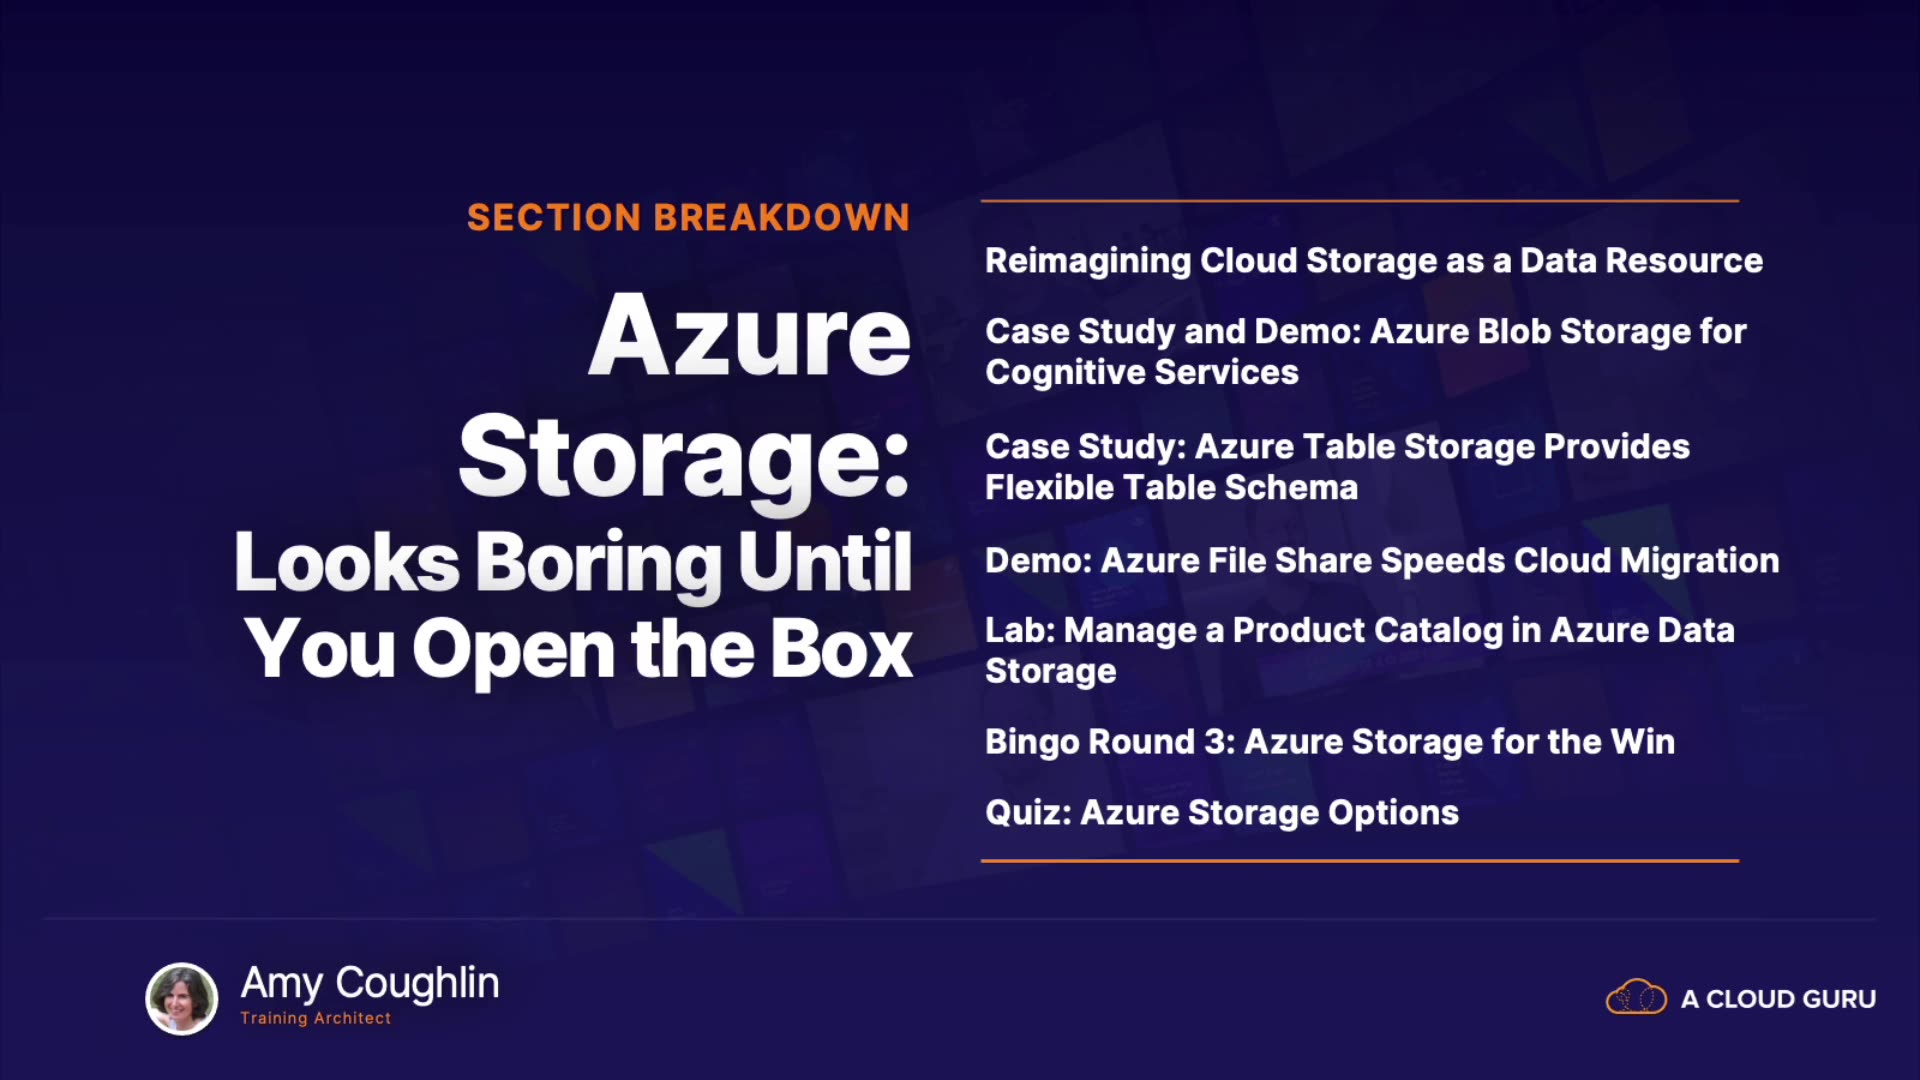 SECTION BREAKDOWN
Azure
Storage:
Looks Boring Until
You Open the Box
Reimagining Cloud Storage as a Data Resource
Case Study and Demo: Azure Blob Storage for
Cognitive Services
Case Study: Azure Table Storage Provides
Flexible Table Schema
Demo: Azure File Share Speeds Cloud Migration
Lab: Manage a Product Catalog in Azure Data
Storage
Bingo Round 3: Azure Storage for the Win
Quiz: Azure Storage Options
Amy Coughlin
Training Architect
A CLOUD GURU